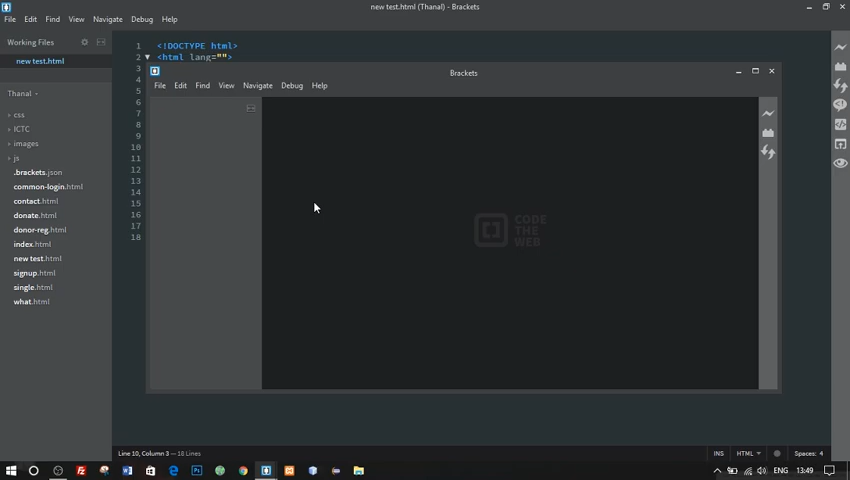 new test.html (Thanal) - Brackets
File Edit Find View Navigate Debug Help
Working Files
new test.html
Thanal
css
ICTC
images
js
.brackets.json
common-login.html
contact.html
donate.html
donor-reg.html
index.html
new test.html
signup.html
single.html
what.html
1 <!DOCTYPE html>
2 <html lang="">
3
4
5
6
7
8
9
10
11
12
13
14
15
16
17
18
Brackets
File Edit Find View Navigate Debug Help
CODE
THE
WEB
Line 10, Column 3 — 18 Lines
INS HTML Spaces: 4
ENG 13:49